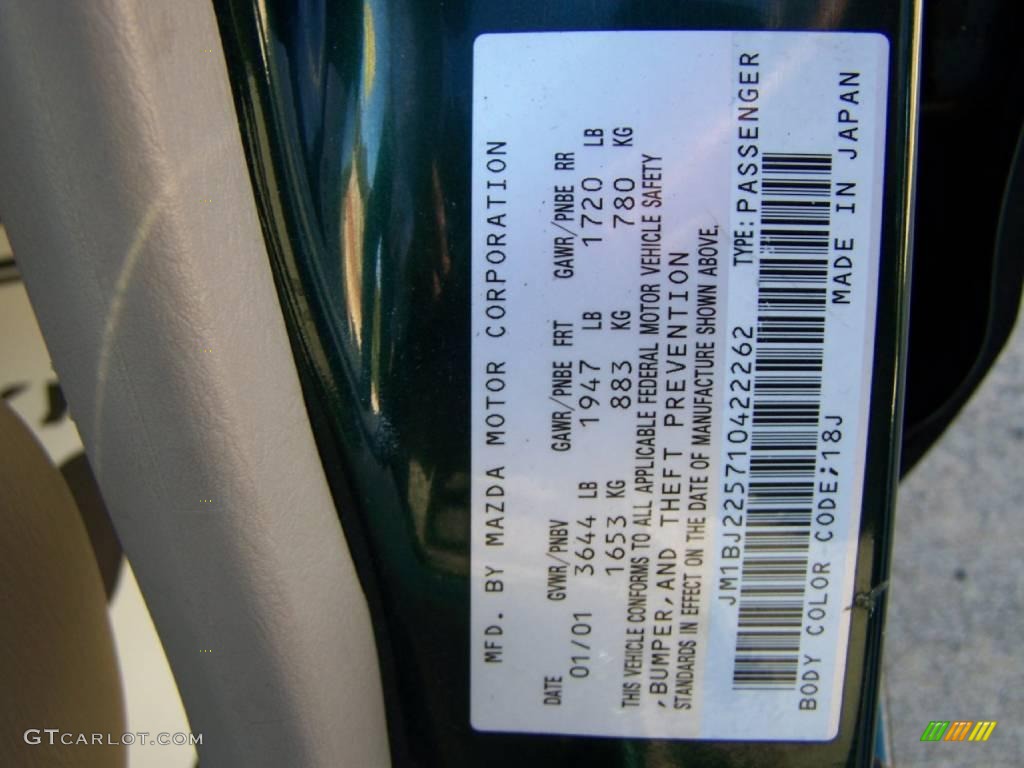 MFD. BY MAZDA MOTOR CORPORATION
DATE GVWR/PNBV GAWR/PNBE FRT GAWR/PNBE RR
01/01 3644 LB 1947 LB 1720 LB
1653 KG 883 KG 780 KG
THIS VEHICLE CONFORMS TO ALL APPLICABLE FEDERAL MOTOR VEHICLE SAFETY
,BUMPER,AND THEFT PREVENTION
STANDARDS IN EFFECT ON THE DATE OF MANUFACTURE SHOWN ABOVE.
JM1BJ225710422262 TYPE:PASSENGER
BODY COLOR CODE;18J MADE IN JAPAN
GTCARLOT.COM